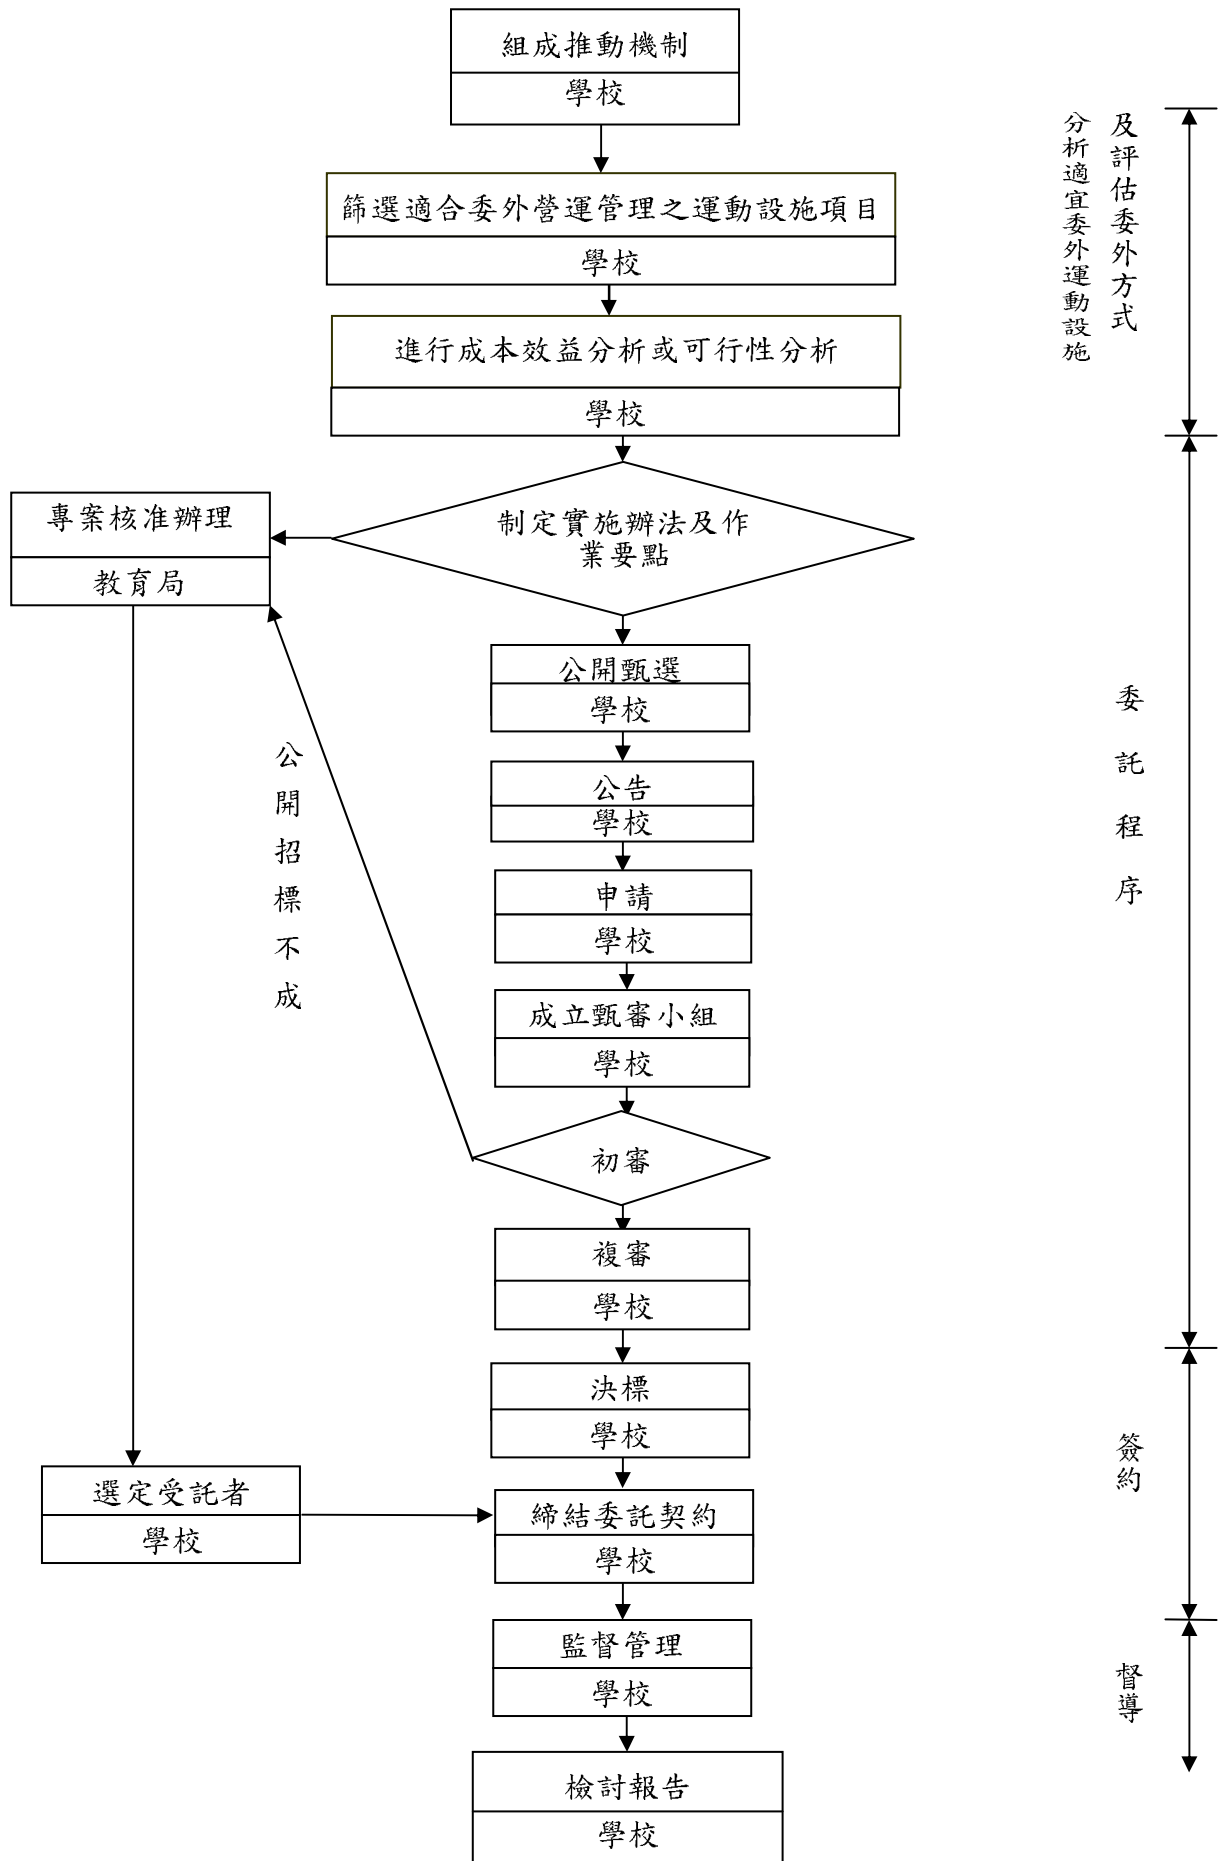 組成推動機制
學校
篩選適合委外營運管理之運動設施項目
學校
進行成本效益分析或可行性分析
學校
分析適宜委外運動設施
及評估委外方式
制定實施辦法及作
業要點
專案核准辦理
教育局
公開甄選
學校
公告
學校
申請
學校
成立甄審小組
學校
公開招標不成
委託程序
初審
複審
學校
決標
學校
選定受託者
學校
締結委託契約
學校
簽約
監督管理
學校
督導
檢討報告
學校